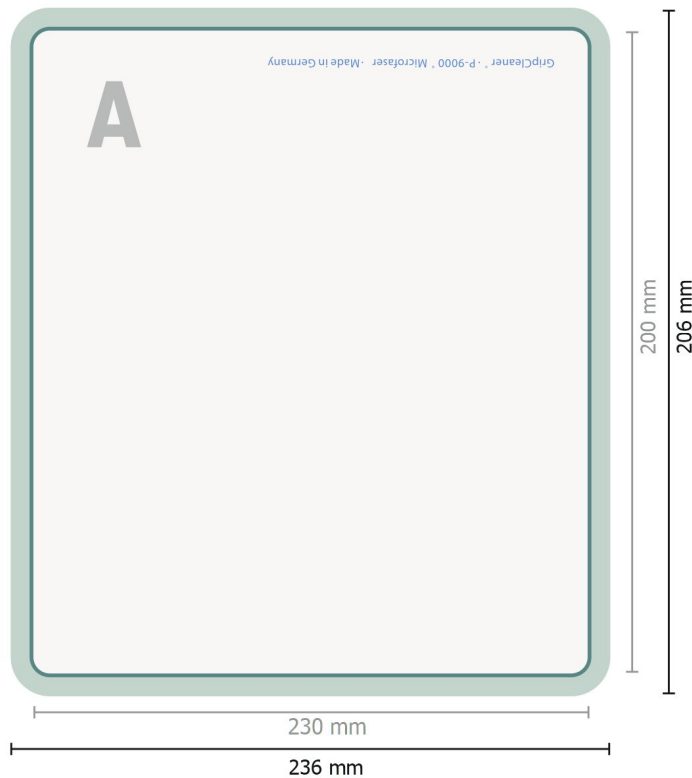 GripCleaner ° · P-9000 ° Microfaser · Made in Germany
A
200 mm
206 mm
230 mm
236 mm